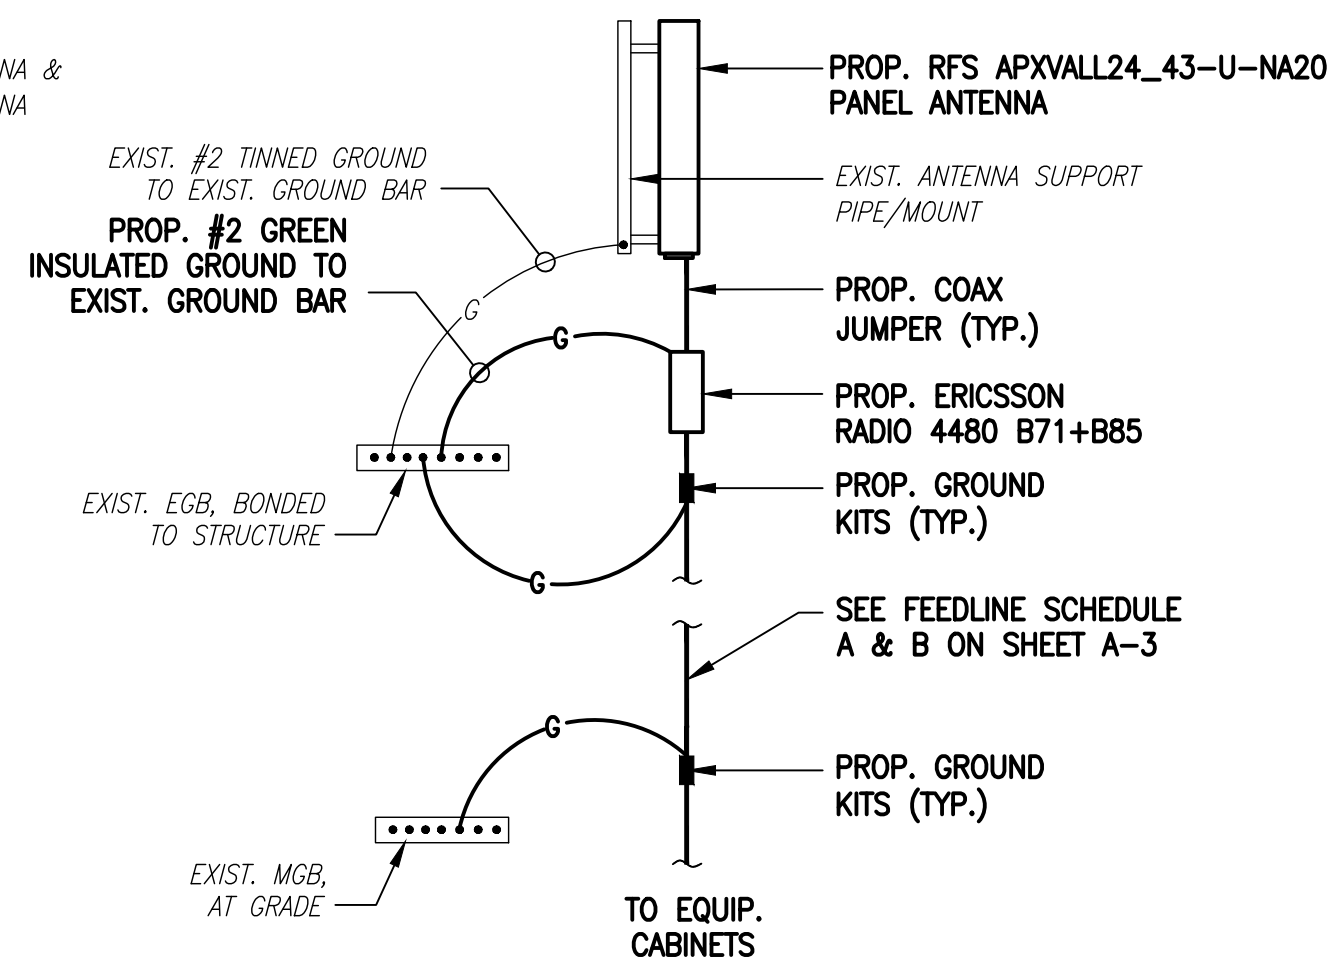 NA &
NA
EXIST. #2 TINNED GROUND
TO EXIST. GROUND BAR
PROP. #2 GREEN
INSULATED GROUND TO
EXIST. GROUND BAR
PROP. RFS APXVALL24_43-U-NA20
PANEL ANTENNA
EXIST. ANTENNA SUPPORT
PIPE/MOUNT
PROP. COAX
JUMPER (TYP.)
G
G
PROP. ERICSSON
RADIO 4480 B71+B85
EXIST. EGB, BONDED
TO STRUCTURE
PROP. GROUND
KITS (TYP.)
G
SEE FEEDLINE SCHEDULE
A & B ON SHEET A-3
G
PROP. GROUND
KITS (TYP.)
EXIST. MGB,
AT GRADE
TO EQUIP.
CABINETS